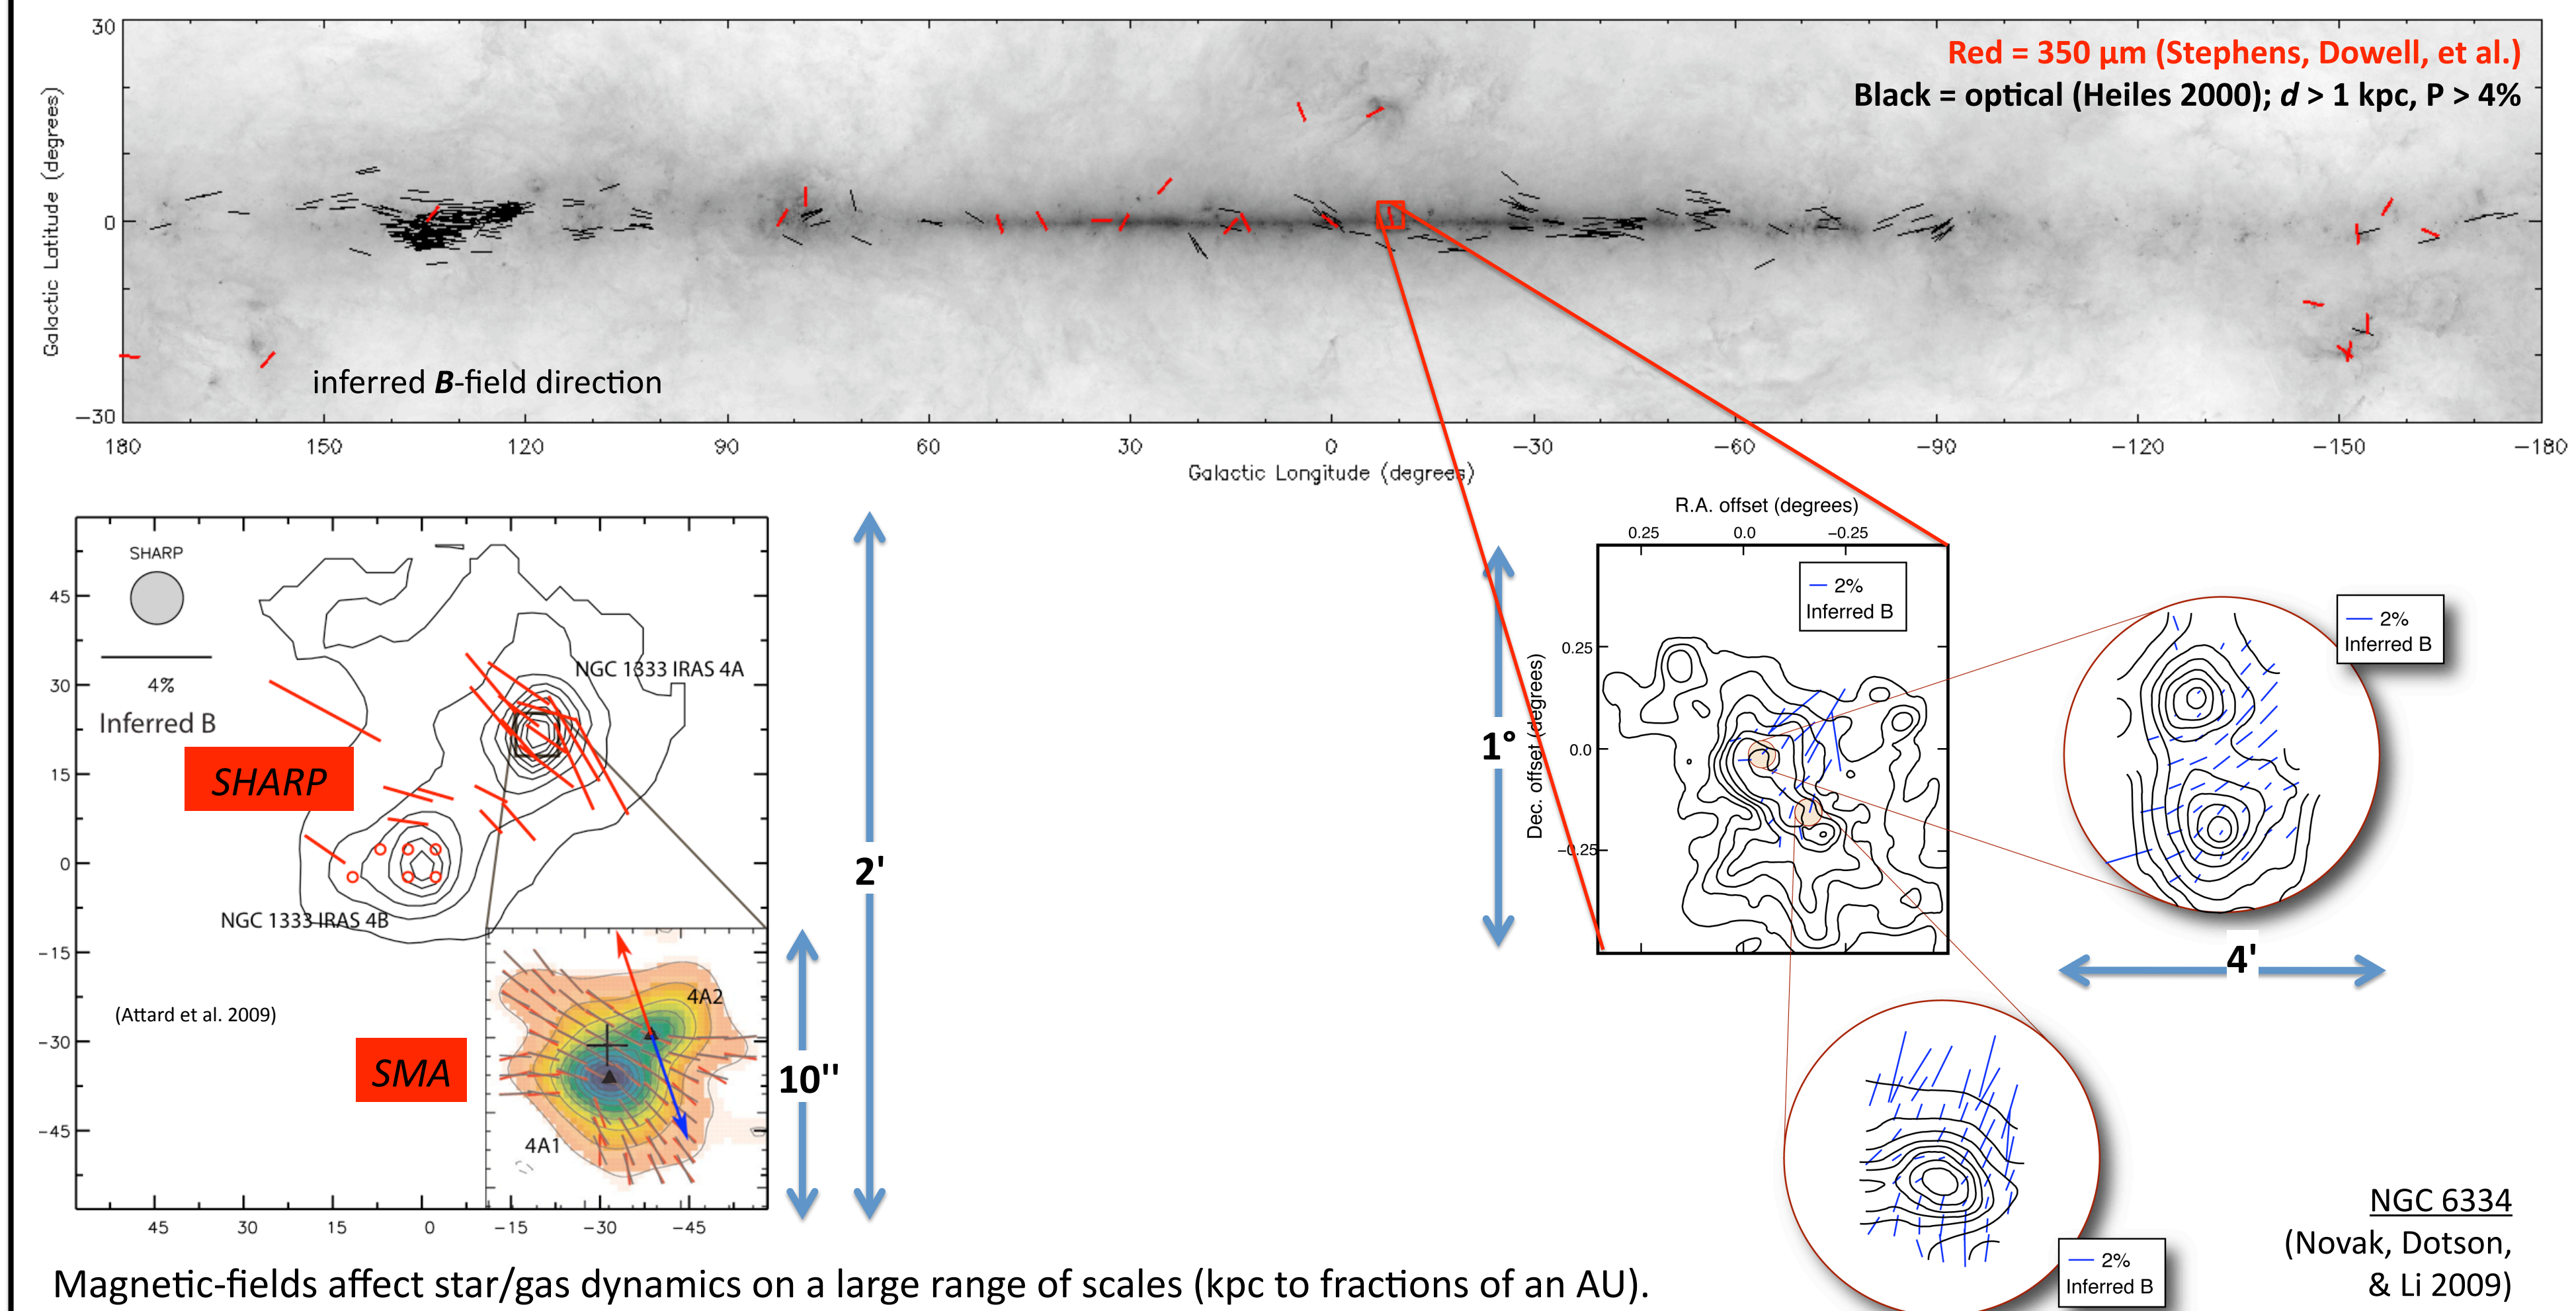 Red = 350 µm (Stephens, Dowell, et al.)
Black = optical (Heiles 2000); d > 1 kpc, P > 4%
30
0
−30
Galactic Latitude (degrees)
inferred B-field direction
180 150 120 90 60 30 0 −30 −60 −90 −120 −150 −180
Galactic Longitude (degrees)
SHARP
4%
Inferred B
NGC 1333 IRAS 4A
SHARP
NGC 1333 IRAS 4B
(Attard et al. 2009)
SMA
4A2
4A1
45
30
15
0
-15
-30
-45
45 30 15 0 -15 -30 -45
2'
10''
R.A. offset (degrees)
0.25 0.0 −0.25
2%
Inferred B
0.25
0.0
−0.25
Dec. offset (degrees)
1°
2%
Inferred B
4'
2%
Inferred B
NGC 6334
(Novak, Dotson,
& Li 2009)
Magnetic-fields affect star/gas dynamics on a large range of scales (kpc to fractions of an AU).